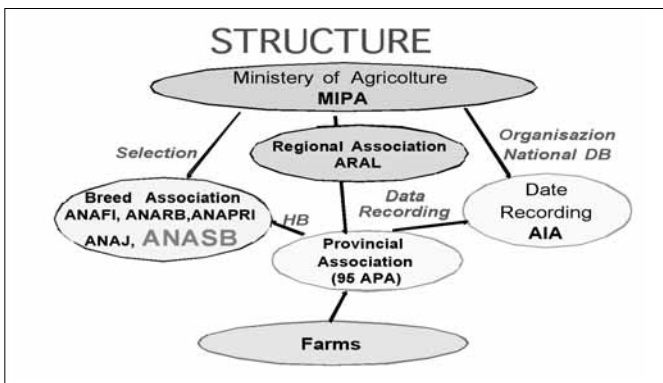 STRUCTURE
Ministery of Agricolture
MIPA
Selection
Regional Association
ARAL
Organisazion
National DB
Breed Association
ANAFI, ANARB,ANAPRI
ANAJ, ANASB
HB
Data
Recording
Date
Recording
AIA
Provincial
Association
(95 APA)
Farms